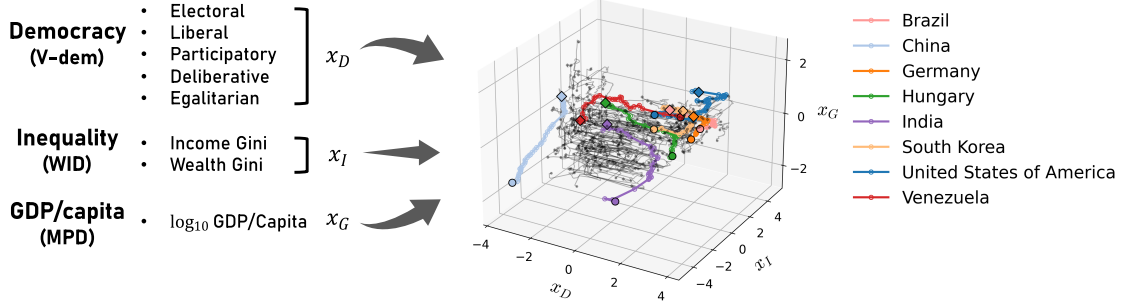 Democracy
(V-dem)
• Electoral
• Liberal
• Participatory
• Deliberative
• Egalitarian
x_D
Inequality
(WID)
• Income Gini
• Wealth Gini
x_I
GDP/capita
(MPD)
• log₁₀ GDP/Capita
x_G
2
0
−2
x_G
−4
−2
0
2
4
x_D
−4
−2
0
2
4
x_I
Brazil
China
Germany
Hungary
India
South Korea
United States of America
Venezuela